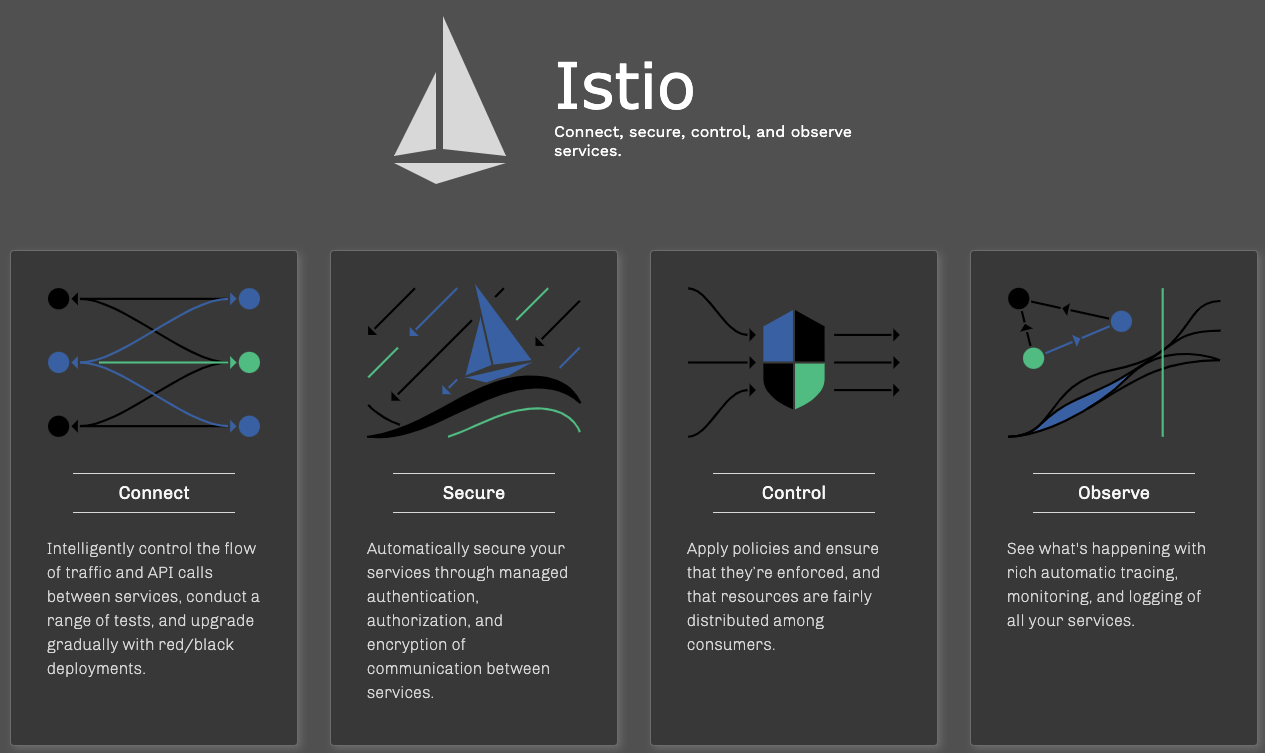 Istio
Connect, secure, control, and observe
services.
Connect
Intelligently control the flow
of traffic and API calls
between services, conduct a
range of tests, and upgrade
gradually with red/black
deployments.
Secure
Automatically secure your
services through managed
authentication,
authorization, and
encryption of
communication between
services.
Control
Apply policies and ensure
that they're enforced, and
that resources are fairly
distributed among
consumers.
Observe
See what's happening with
rich automatic tracing,
monitoring, and logging of
all your services.